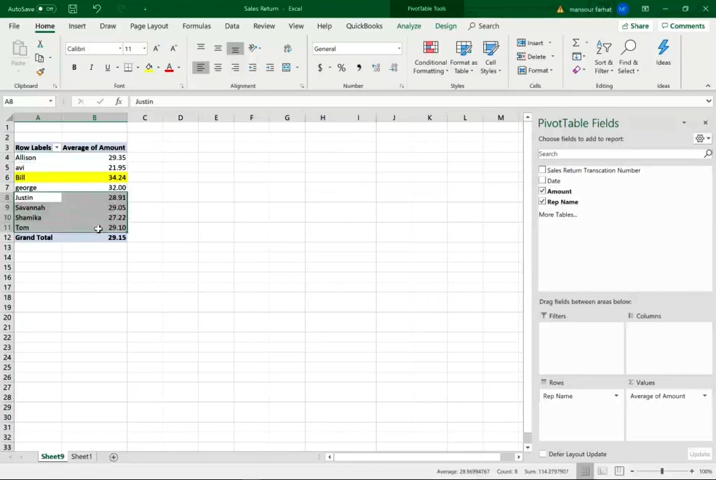 AutoSave Off Sales Return - Excel PivotTable Tools mansour farhat MF
File Home Insert Draw Page Layout Formulas Data Review View Help QuickBooks Analyze Design Search Share Comments
Calibri 11 General Insert Delete Format
Paste Conditional Formatting Format as Table Cell Styles Sort & Filter Find & Select Ideas
Clipboard Font Alignment Number Styles Cells Editing Ideas
A8 fx Justin
A B C D E F G H I J K L M
1
2
3 Row Labels Average of Amount
4 Allison 29.35
5 avi 21.95
6 Bill 34.24
7 george 32.00
8 Justin 28.91
9 Savannah 29.05
10 Shamika 27.22
11 Tom 29.10
12 Grand Total 29.15
13
14
15
16
17
18
19
20
21
22
23
24
25
26
27
28
29
30
31
32
33
PivotTable Fields
Choose fields to add to report:
Search
Sales Return Transcation Number
Date
Amount
Rep Name
More Tables...
Drag fields between areas below:
Filters Columns
Rows Values
Rep Name Average of Amount
Defer Layout Update Update
Sheet9 Sheet1
Count: 8 100%